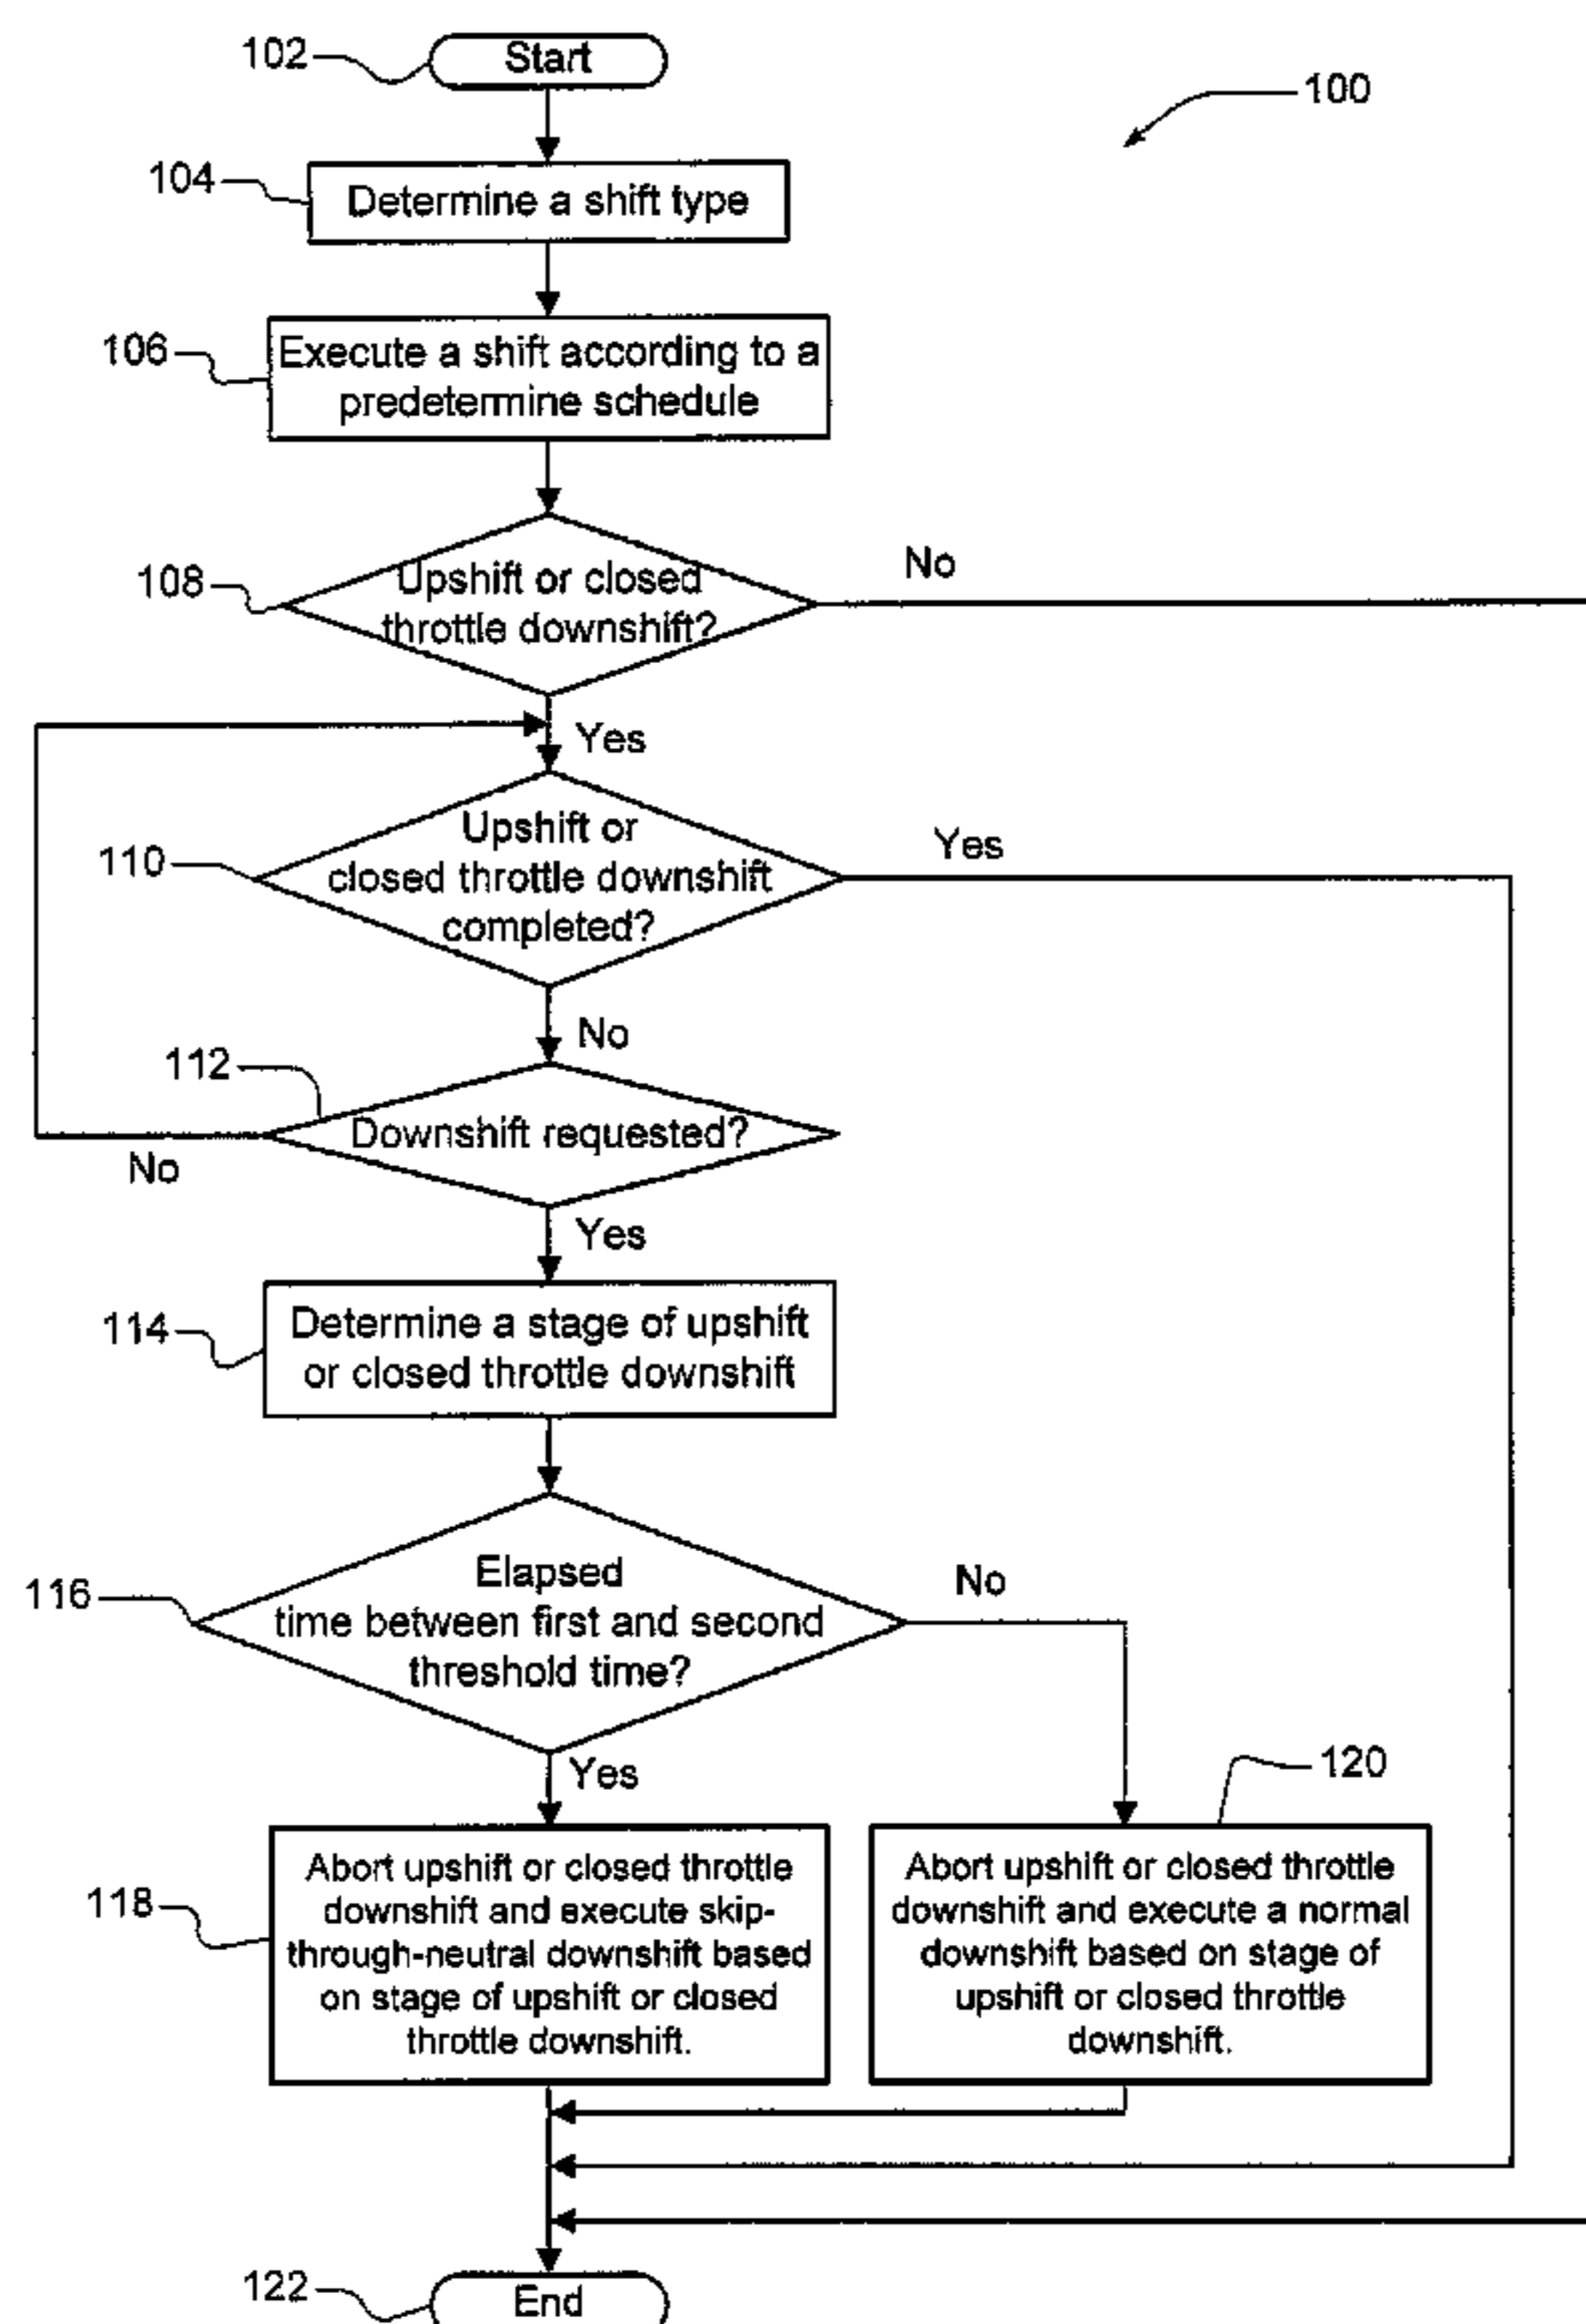 102
Start
100
104
Determine a shift type
106
Execute a shift according to a
predetermine schedule
108
Upshift or closed
throttle downshift?
No
Yes
110
Upshift or
closed throttle downshift
completed?
Yes
No
112
Downshift requested?
No
Yes
114
Determine a stage of upshift
or closed throttle downshift
116
Elapsed
time between first and second
threshold time?
No
Yes
120
118
Abort upshift or closed throttle
downshift and execute skip-
through-neutral downshift based
on stage of upshift or closed
throttle downshift.
Abort upshift or closed throttle
downshift and execute a normal
downshift based on stage of
upshift or closed throttle
downshift.
122
End